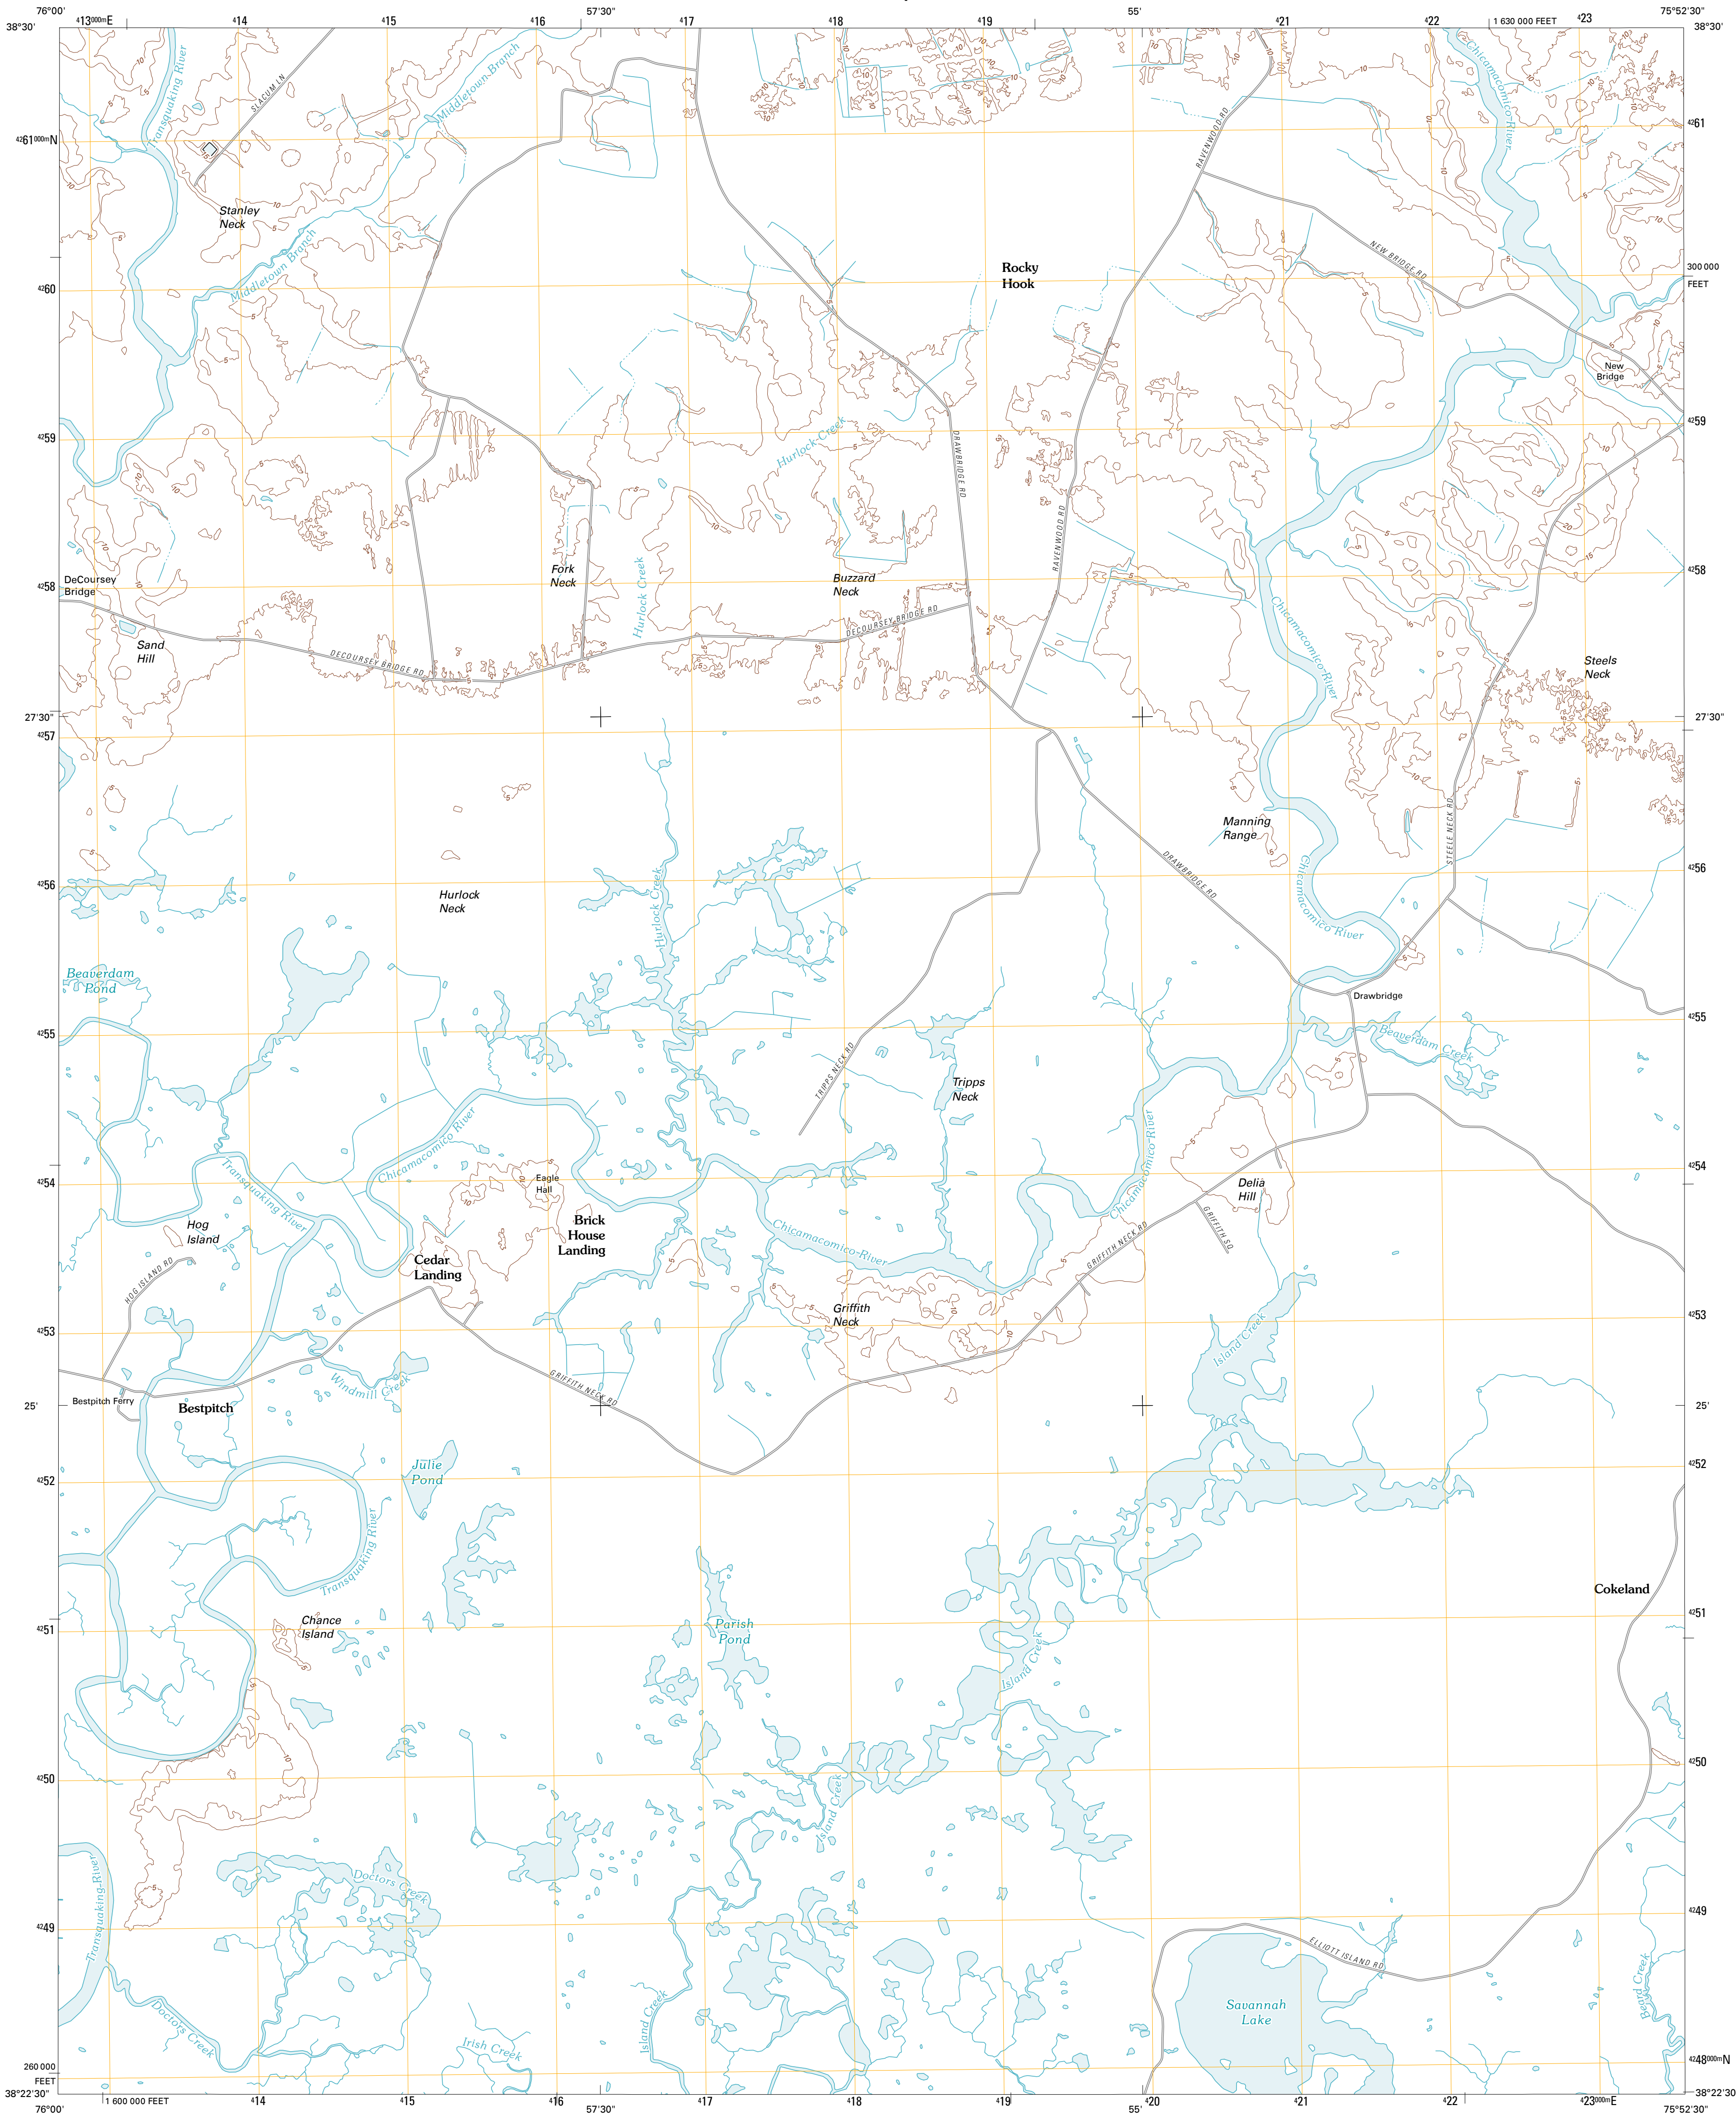 76°00'
413000mE
414
415
416
57'30"
417
418
419
55'
421
422
1 630 000 FEET
423
75°52'30"
38°30'
38°30'
Transquaking River
SLACUM LN
Middletown Branch
Chicamacomico River
RAVENWOOD RD
4261000mN
4261
Stanley
Neck
Middletown Branch
NEW BRIDGE RD
Rocky
Hook
300 000
FEET
4260
New
Bridge
4259
4259
Hurlock Creek
DRAWBRIDGE RD
RAVENWOOD RD
Fork
Neck
Hurlock Creek
Buzzard
Neck
DeCoursey
Bridge
4258
4258
Chicamacomico River
Sand
Hill
DECOURSEY BRIDGE RD
DECOURSEY BRIDGE RD
Steels
Neck
27'30"
27'30"
4257
Manning
Range
STEELE NECK RD
DRAWBRIDGE RD
4256
4256
Hurlock
Neck
Hurlock Creek
Chicamacomico River
Beaverdam
Pond
Drawbridge
4255
4255
Beaverdam Creek
TRIPPS NECK RD
Tripps
Neck
Chicamacomico River
Chicamacomico River
Transquaking River
4254
4254
Eagle
Hall
Delia
Hill
Hog
Island
Brick
House
Landing
Chicamacomico River
GRIFFITH NECK RD
GRIFFITH SQ
Cedar
Landing
HOG ISLAND RD
Griffith
Neck
4253
4253
Island Creek
Windmill Creek
GRIFFITH NECK RD
Bestpitch Ferry
Bestpitch
25'
25'
Julie
Pond
4252
4252
Transquaking River
Cokeland
Chance
Island
Parish
Pond
4251
4251
Island Creek
4250
4250
Island Creek
Doctors Creek
Transquaking River
4249
4249
ELLIOTT ISLAND RD
Savannah
Lake
Beard Creek
Doctors Creek
Irish Creek
Island Creek
260 000
FEET
4248000mN
38°22'30"
38°22'30"
76°00'
1 600 000 FEET
414
415
416
57'30"
417
418
419
55'
420
421
422
423000mE
75°52'30"